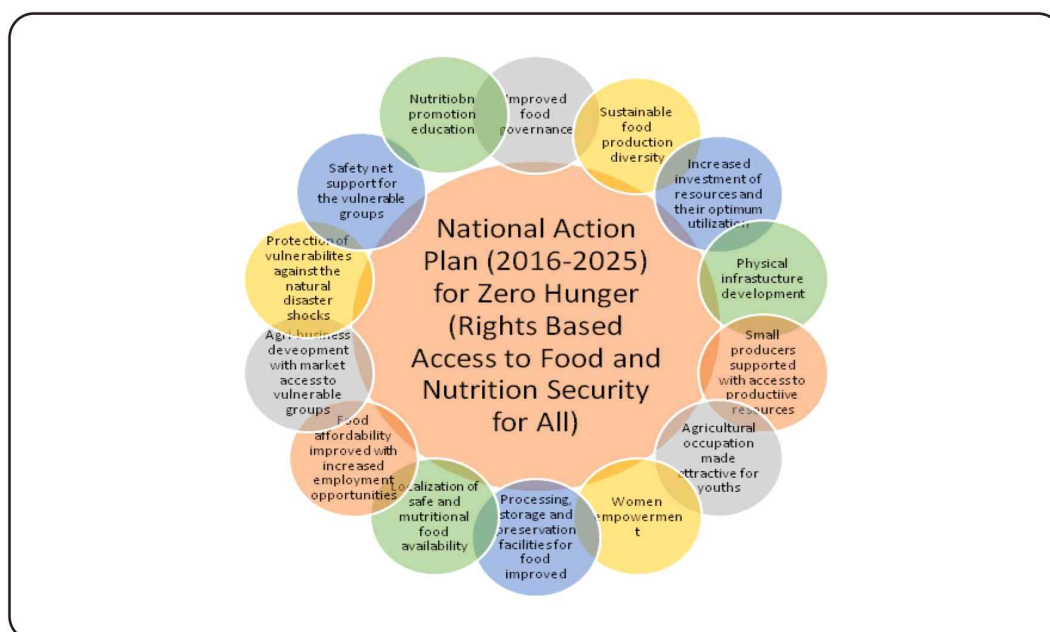 National Action
Plan (2016-2025)
for Zero Hunger
(Rights Based
Access to Food and
Nutrition Security
for All)
Improved
food
governance
Sustainable
food
production
diversity
Increased
investment of
resources and
their optimum
utilization
Physical
infrastucture
development
Small
producers
supported
with access to
productiive
resources
Agricultural
occupation
made
attractive for
youths
Women
empowermen
t
Processing,
storage and
preservation
facilities for
food
improved
Localization of
safe and
mutritional
food
availability
Food
affordability
improved with
increased
employment
opportunities
Agri-business
deveopment
with market
access to
vulnerable
groups
Protection of
vulnerabilites
against the
natural
disaster
shocks
Safety net
support for
the vulnerable
groups
Nutritiobn
promotion
education